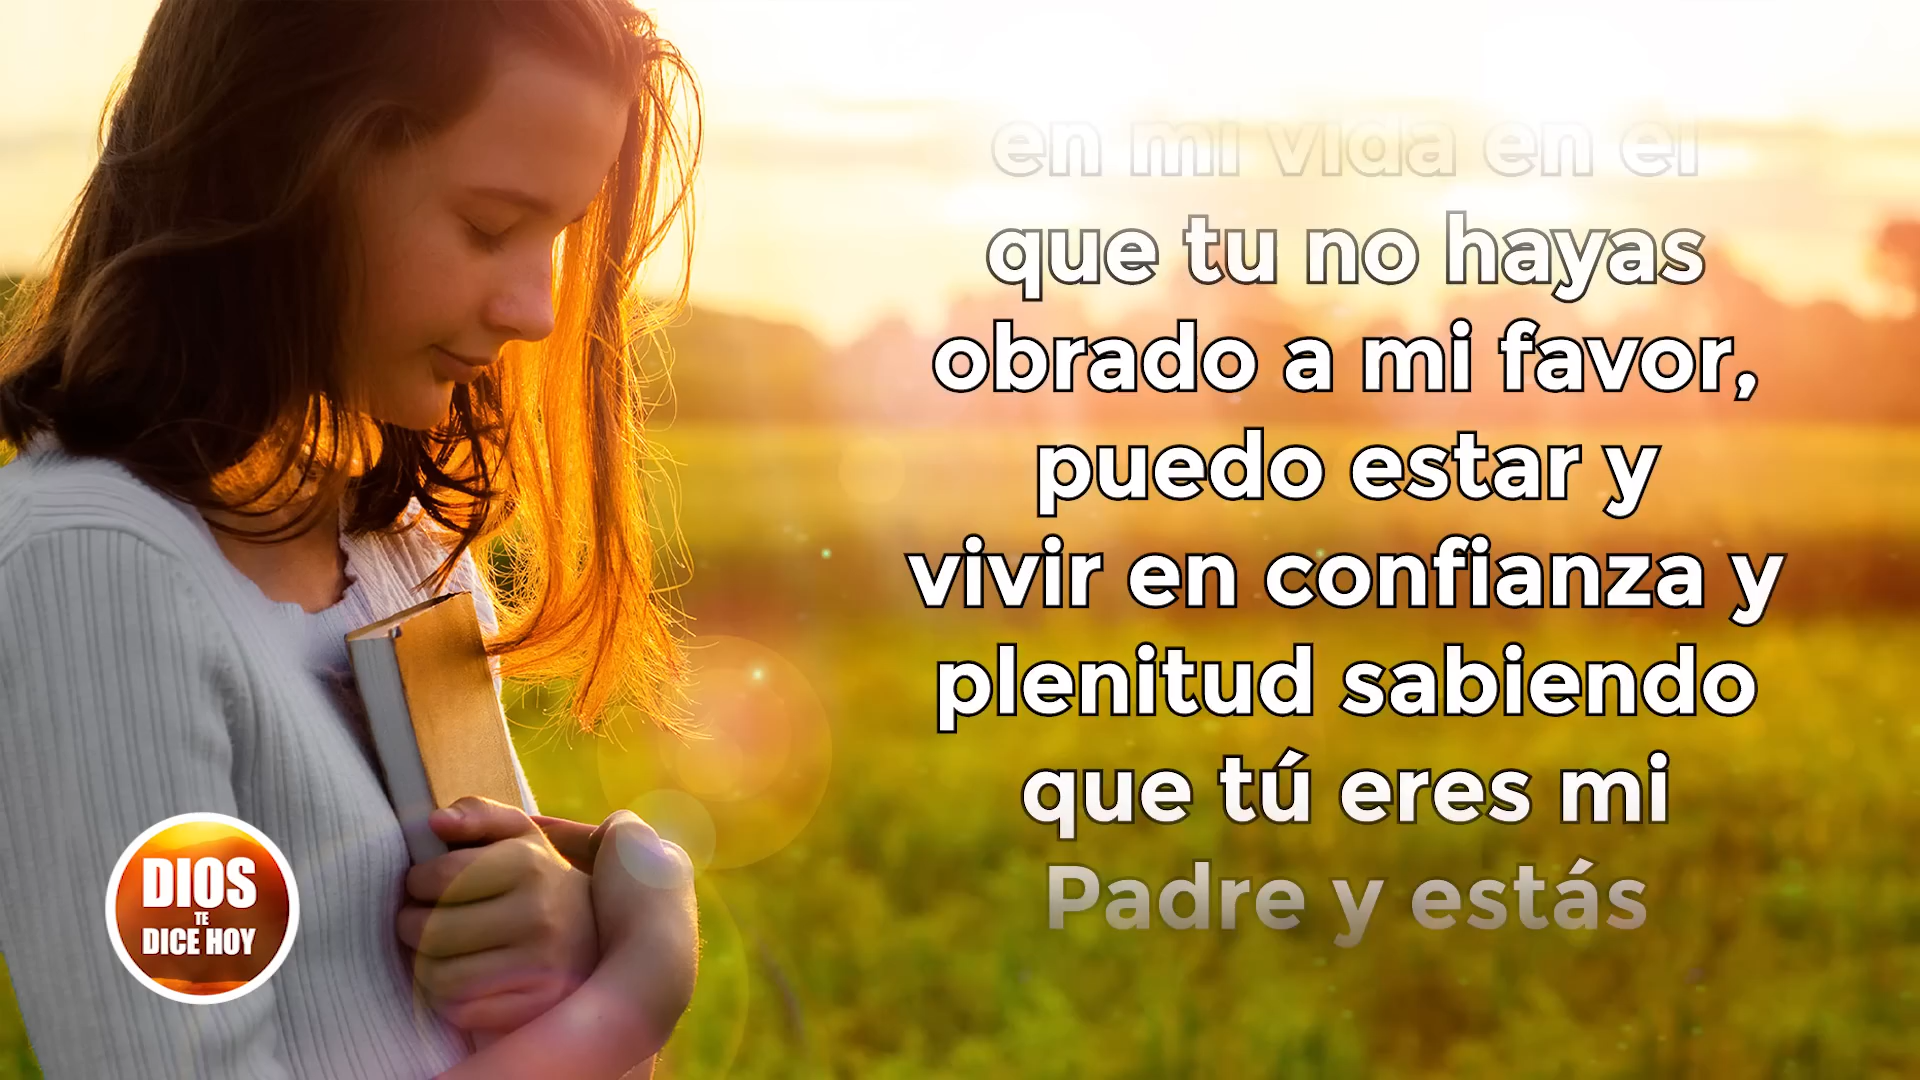 en mi vida en el
que tu no hayas
obrado a mi favor,
puedo estar y
vivir en confianza y
plenitud sabiendo
que tú eres mi
Padre y estás
DIOS
TE
DICE HOY